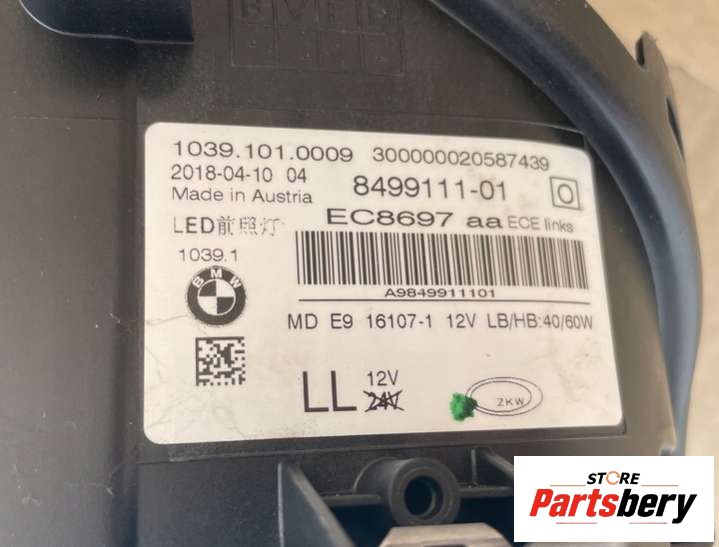 1039.101.0009 300000020587439
2018-04-10 04 8499111-01
Made in Austria
EC8697 aa ECE links
LED前照灯
1039.1
BMW
A9849911101
MD E9 16107-1 12V LB/HB:40/60W
LL 12V
24V
ZKW
STORE
Partsbery